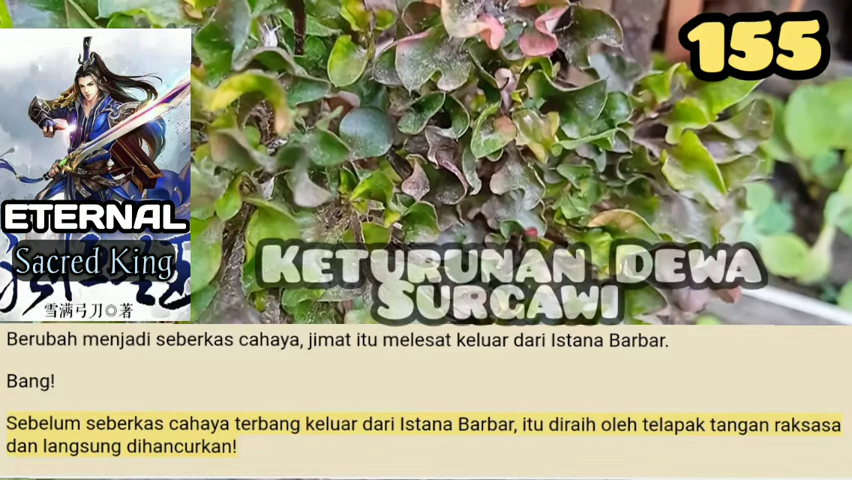 155
ETERNAL
Sacred King
雪满弓刀◎著
KETURUNAN DEWA
SURGAWI
Berubah menjadi seberkas cahaya, jimat itu melesat keluar dari Istana Barbar.
Bang!
Sebelum seberkas cahaya terbang keluar dari Istana Barbar, itu diraih oleh telapak tangan raksasa
dan langsung dihancurkan!